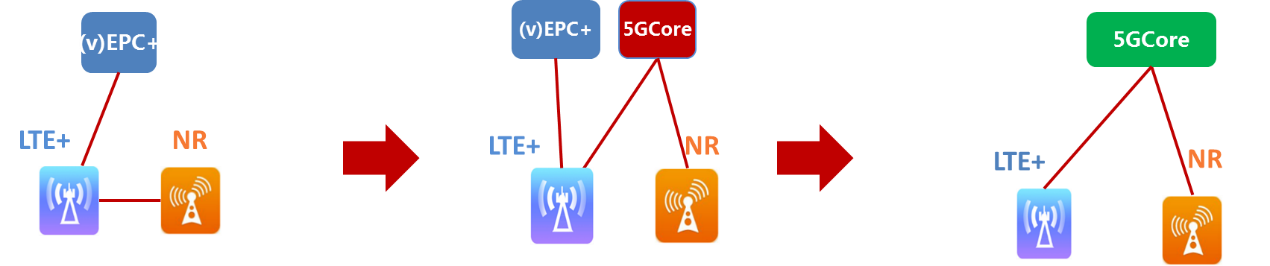 (v)EPC+
LTE+
NR
(v)EPC+
5GCore
LTE+
NR
5GCore
LTE+
NR